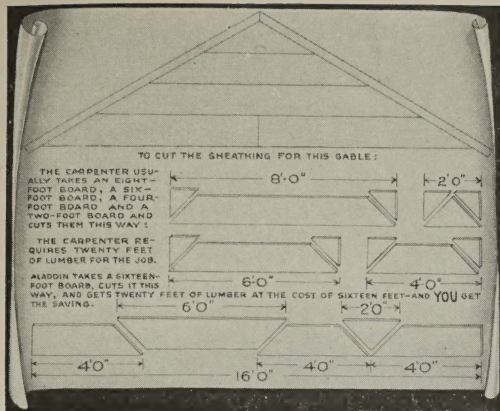 TO CUT THE SHEATHING FOR THIS GABLE:
THE CARPENTER USU-
ALLY TAKES AN EIGHT-
FOOT BOARD, A SIX-
FOOT BOARD, A FOUR-
FOOT BOARD AND A
TWO-FOOT BOARD AND
CUTS THEM THIS WAY:
8'-0"
2'0"
THE CARPENTER RE-
QUIRES TWENTY FEET
OF LUMBER FOR THE JOB.
6'-0"
4'-0"
ALADDIN TAKES A SIXTEEN-
FOOT BOARD, CUTS IT THIS
WAY, AND GETS TWENTY FEET OF LUMBER AT THE COST OF SIXTEEN FEET-AND YOU GET
THE SAVING.
6'0"
2'0"
4'0"
4'0"
4'0"
16'0"